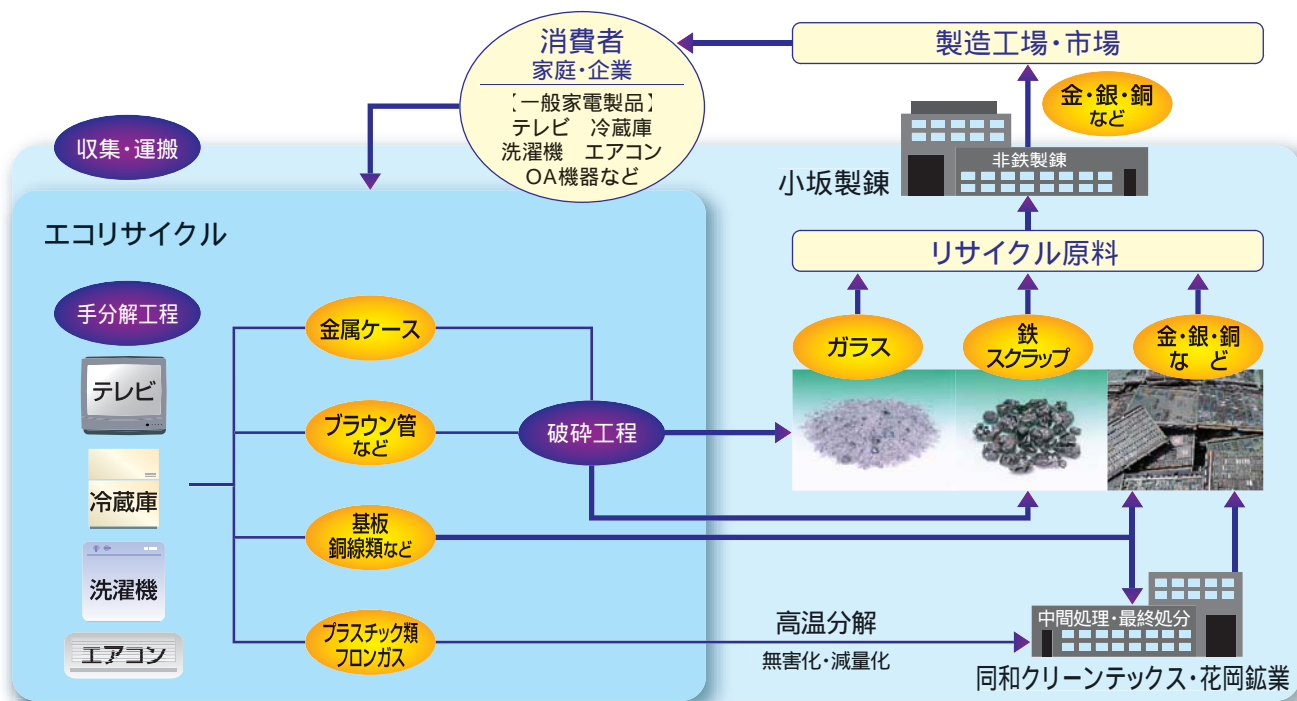 消費者
家庭・企業
【一般家電製品】
テレビ 冷蔵庫
洗濯機 エアコン
OA機器など
製造工場・市場
金・銀・銅
など
収集・運搬
非鉄製錬
小坂製錬
エコリサイクル
リサイクル原料
手分解工程
テレビ
冷蔵庫
洗濯機
エアコン
金属ケース
ブラウン管
など
基板
銅線類など
プラスチック類
フロンガス
破砕工程
ガラス
鉄
スクラップ
金・銀・銅
など
高温分解
無害化・減量化
中間処理・最終処分
同和クリーンテックス・花岡鉱業